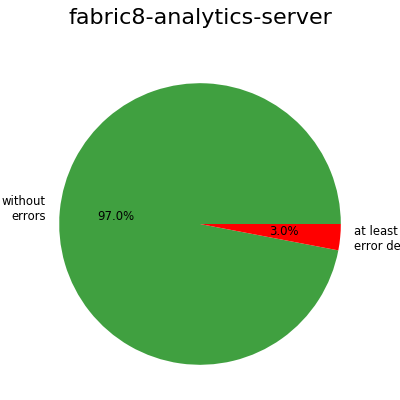 fabric8-analytics-server
without
errors
97.0%
3.0%
at least
error de